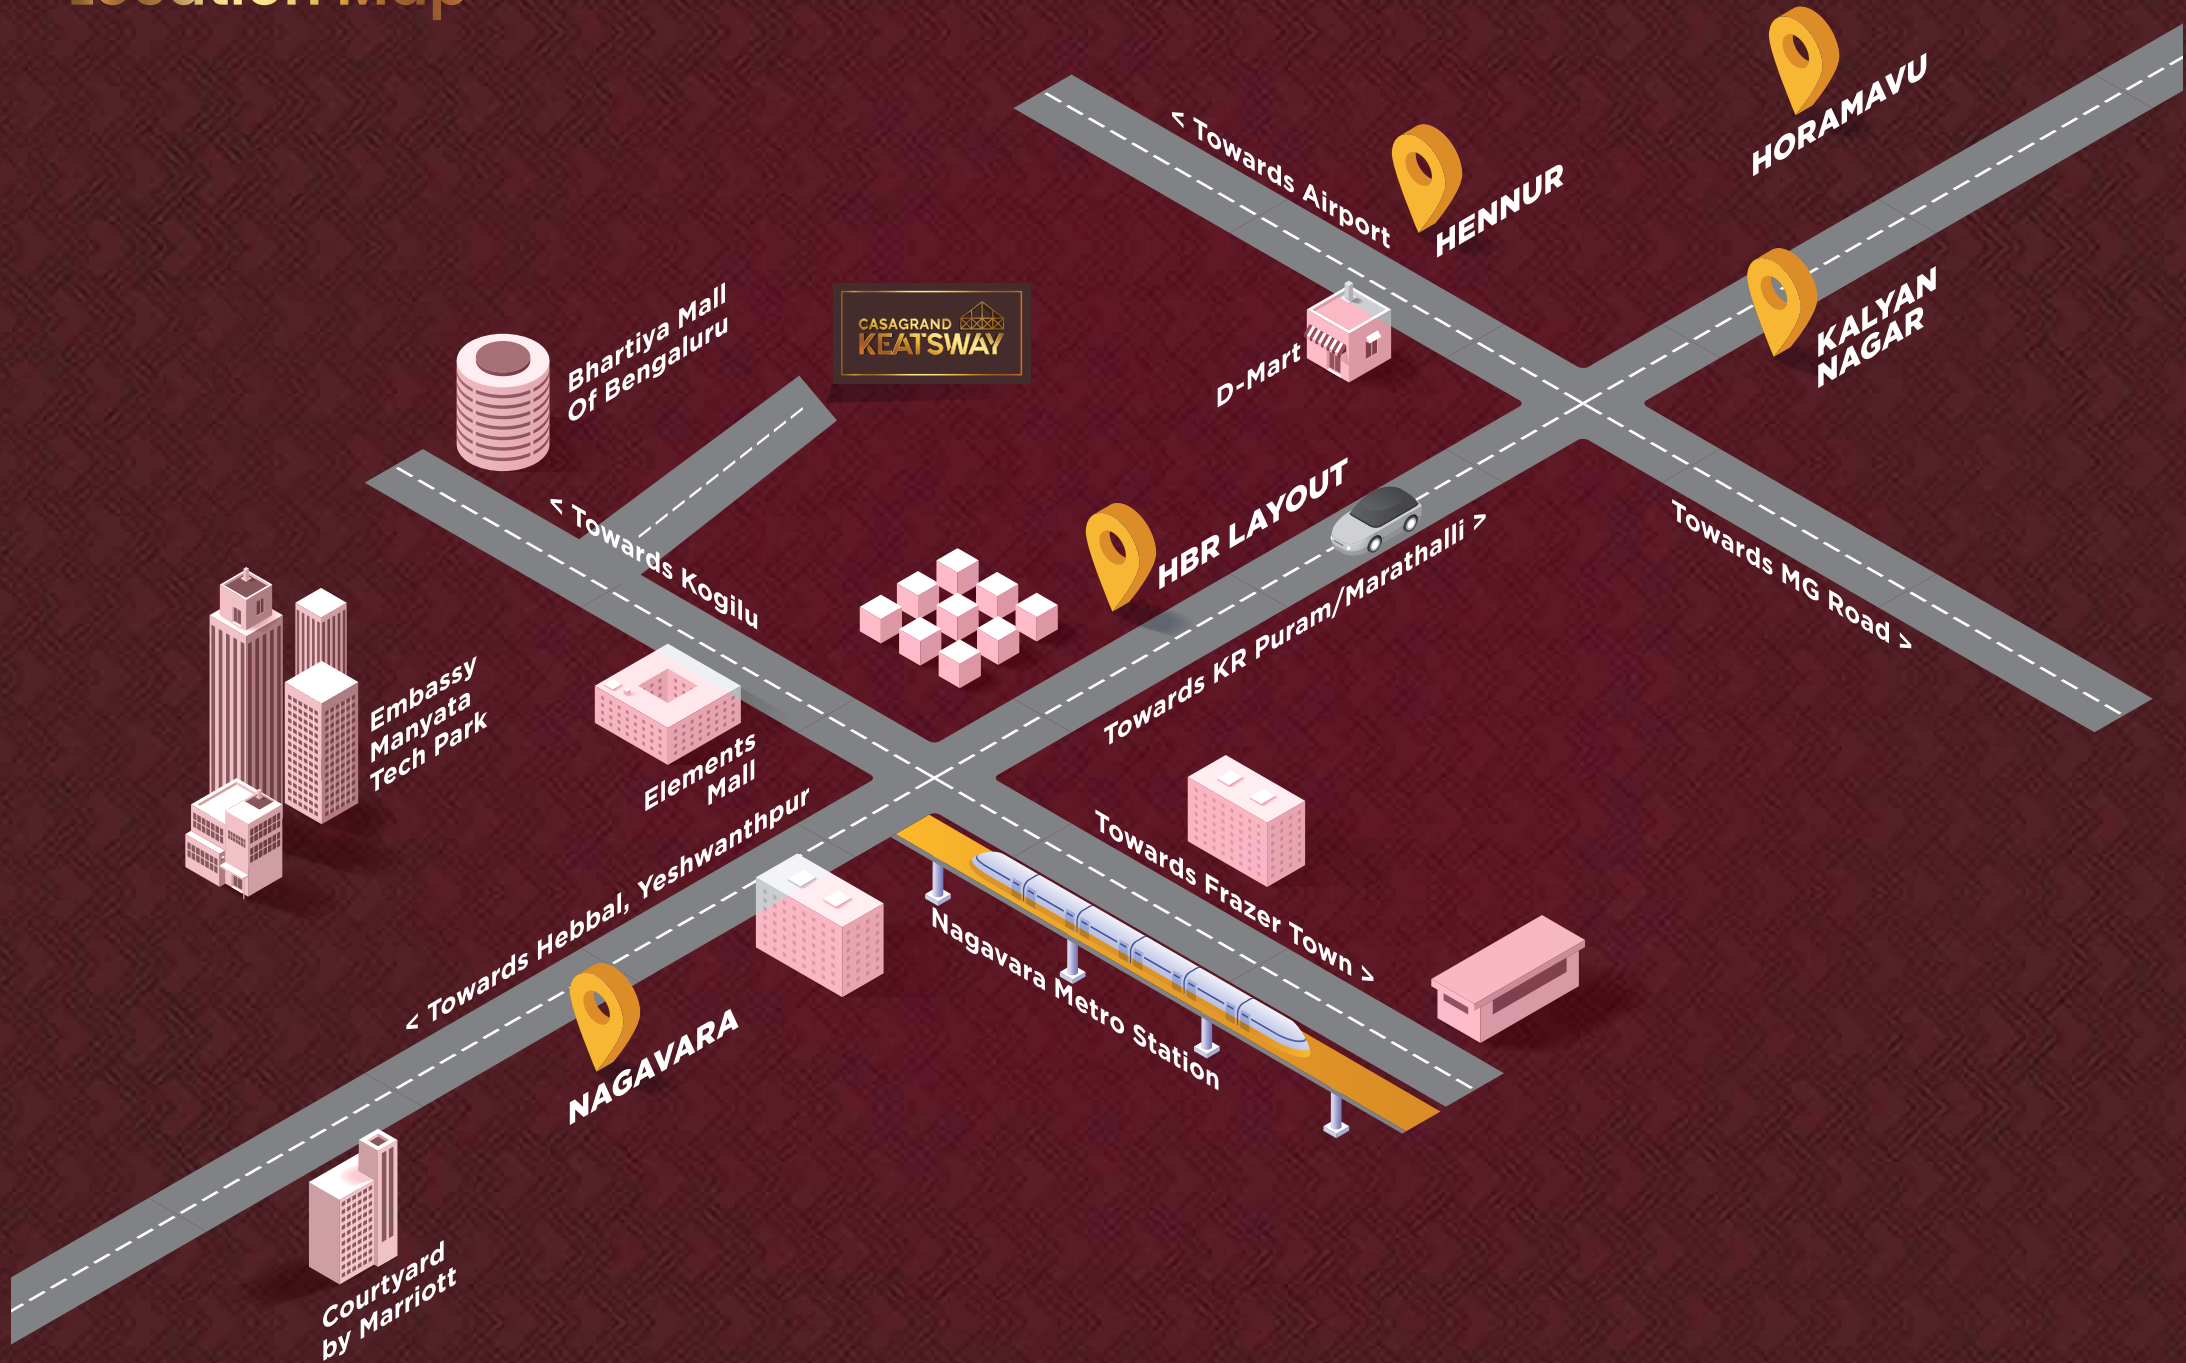 Location Map
HORAMAVU
< Towards Airport
HENNUR
KALYAN
NAGAR
Bhartiya Mall
Of Bengaluru
CASAGRAND
KEATSWAY
D-Mart
HBR LAYOUT
< Towards Kogilu
Towards KR Puram/Marathalli >
Towards MG Road >
Embassy
Manyata
Tech Park
Elements
Mall
< Towards Hebbal, Yeshwanthpur
Towards Frazer Town >
Nagavara Metro Station
NAGAVARA
Courtyard
by Marriott